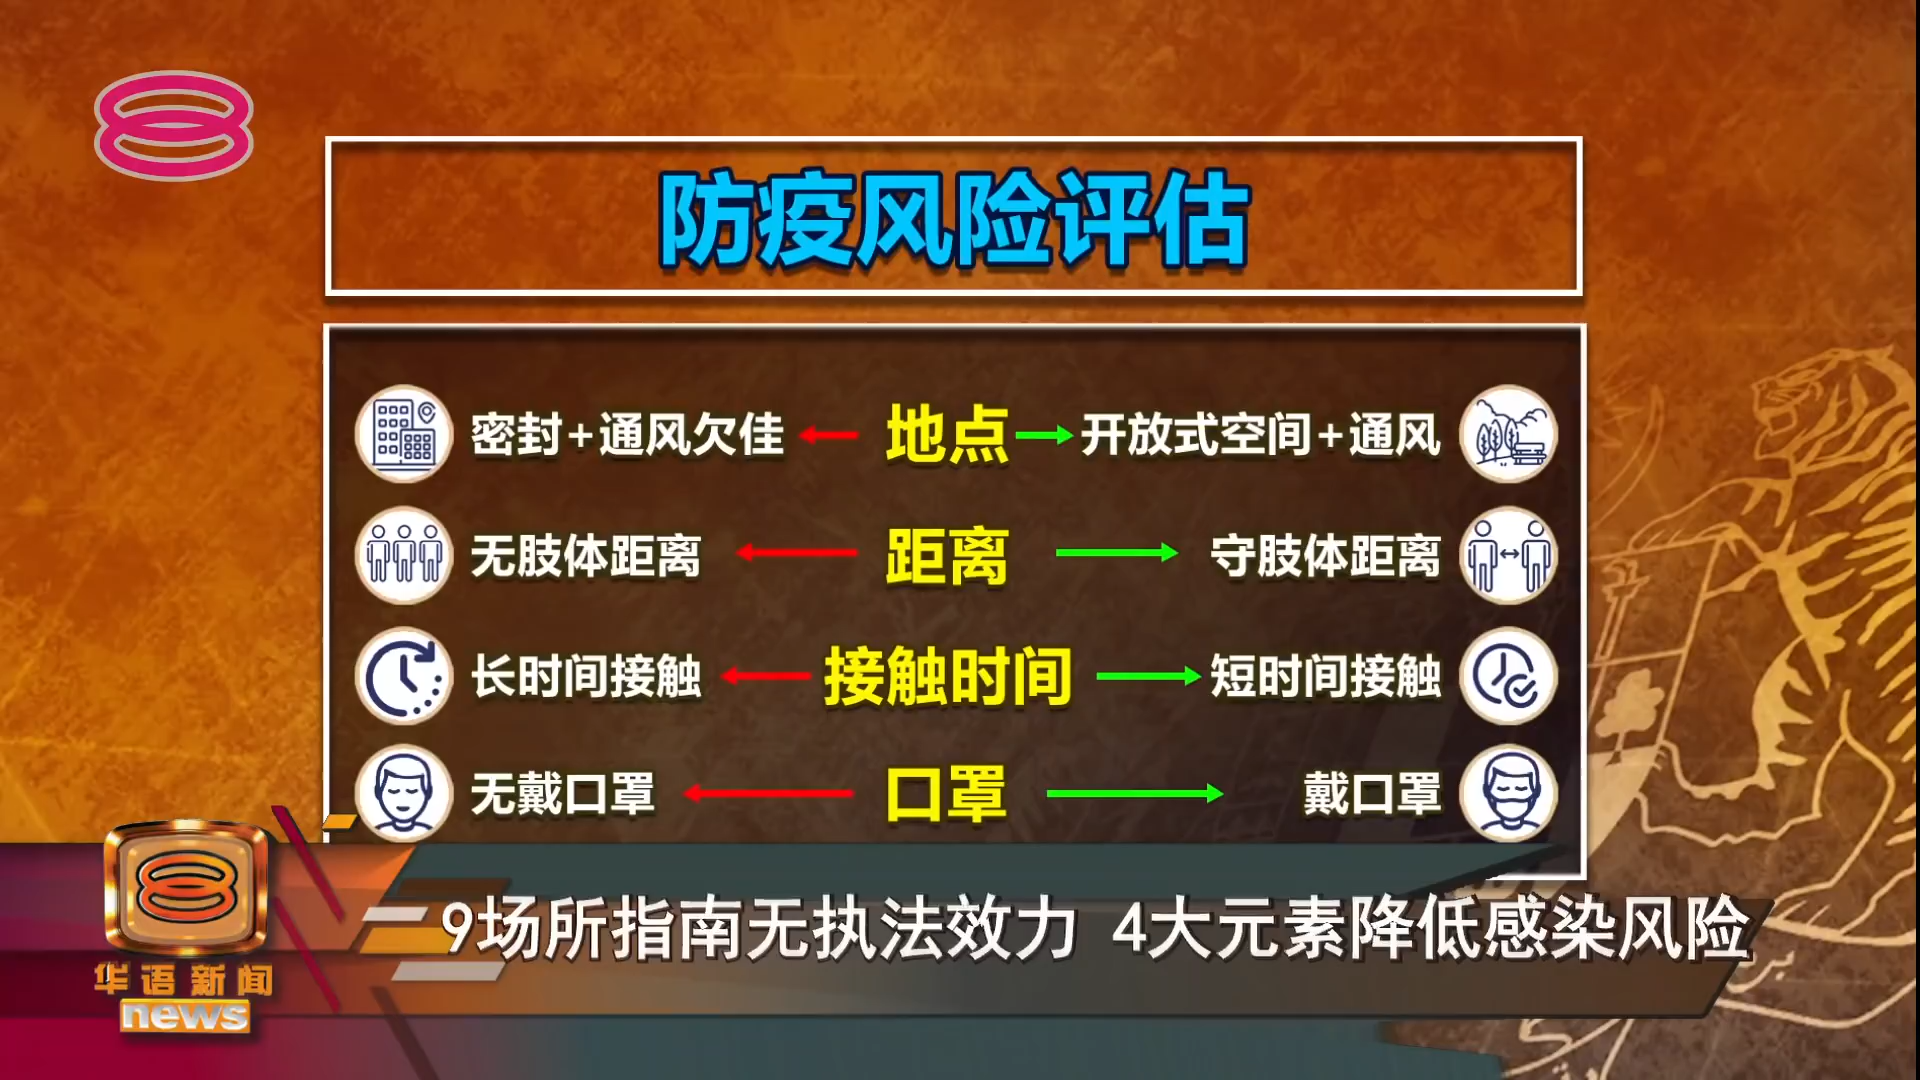 防疫风险评估
密封+通风欠佳 地点 开放式空间+通风
无肢体距离 距离 守肢体距离
长时间接触 接触时间 短时间接触
无戴口罩 口罩 戴口罩
9场所指南无执法效力 4大元素降低感染风险
华语新闻
news